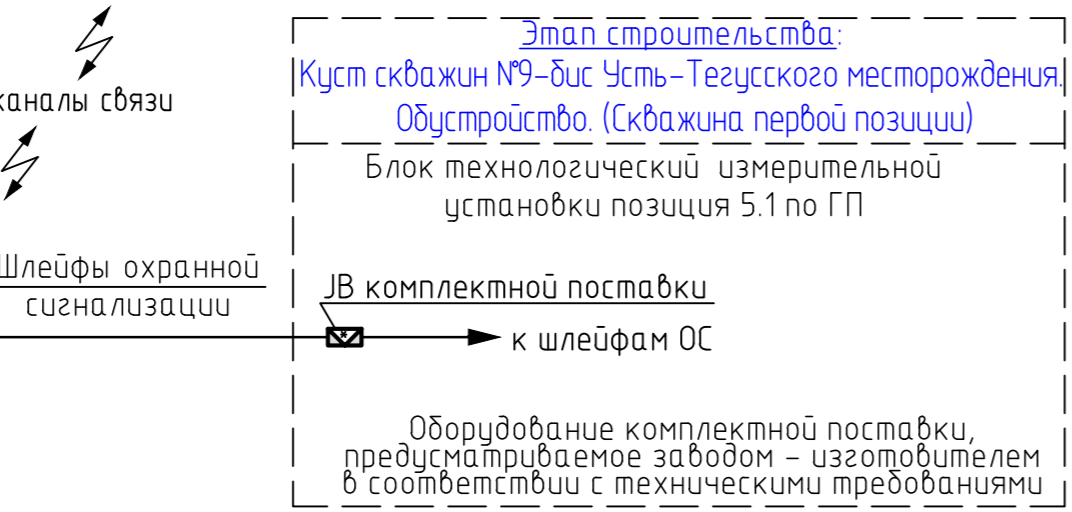 Этап строительства:
Куст скважин №9-бис Усть-Тегусского месторождения.
Обустройство. (Скважина первой позиции)
каналы связи
Блок технологический измерительной
установки позиция 5.1 по ГП
Шлейфы охранной
сигнализации
JB комплектной поставки
*
к шлейфам ОС
Оборудование комплектной поставки,
предусматриваемое заводом - изготовителем
в соответствии с техническими требованиями